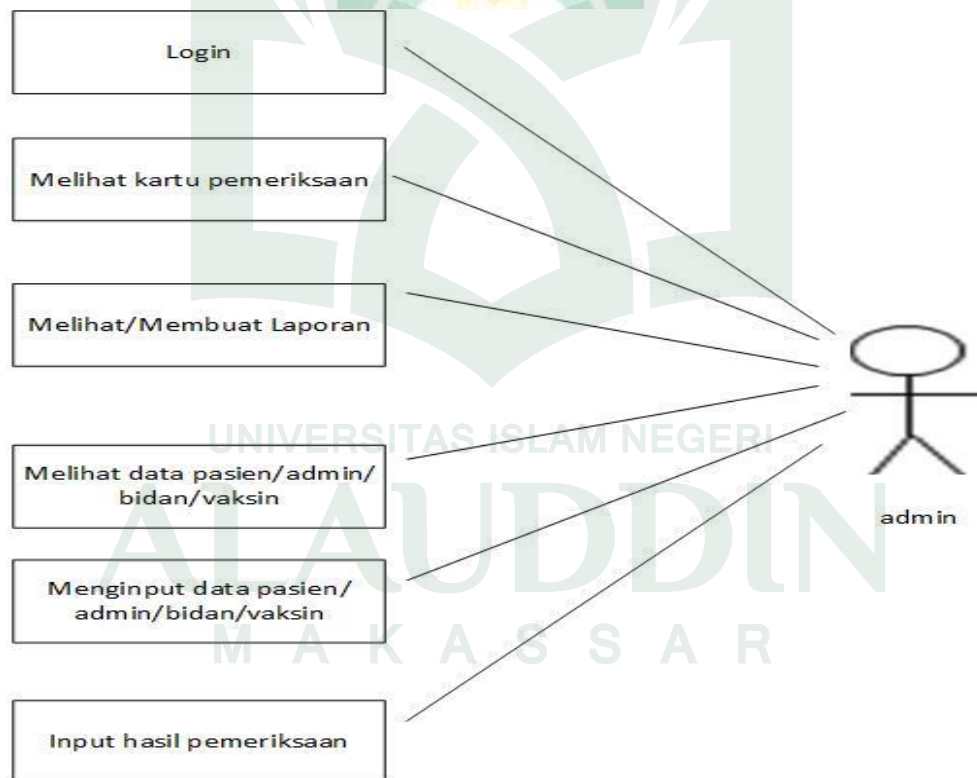 Login
Melihat kartu pemeriksaan
Melihat/Membuat Laporan
UNIVERSITAS ISLAM NEGERI
Melihat data pasien/admin/
bidan/vaksin
admin
ALAUDDIN
Menginput data pasien/
admin/bidan/vaksin
MAKASSAR
Input hasil pemeriksaan